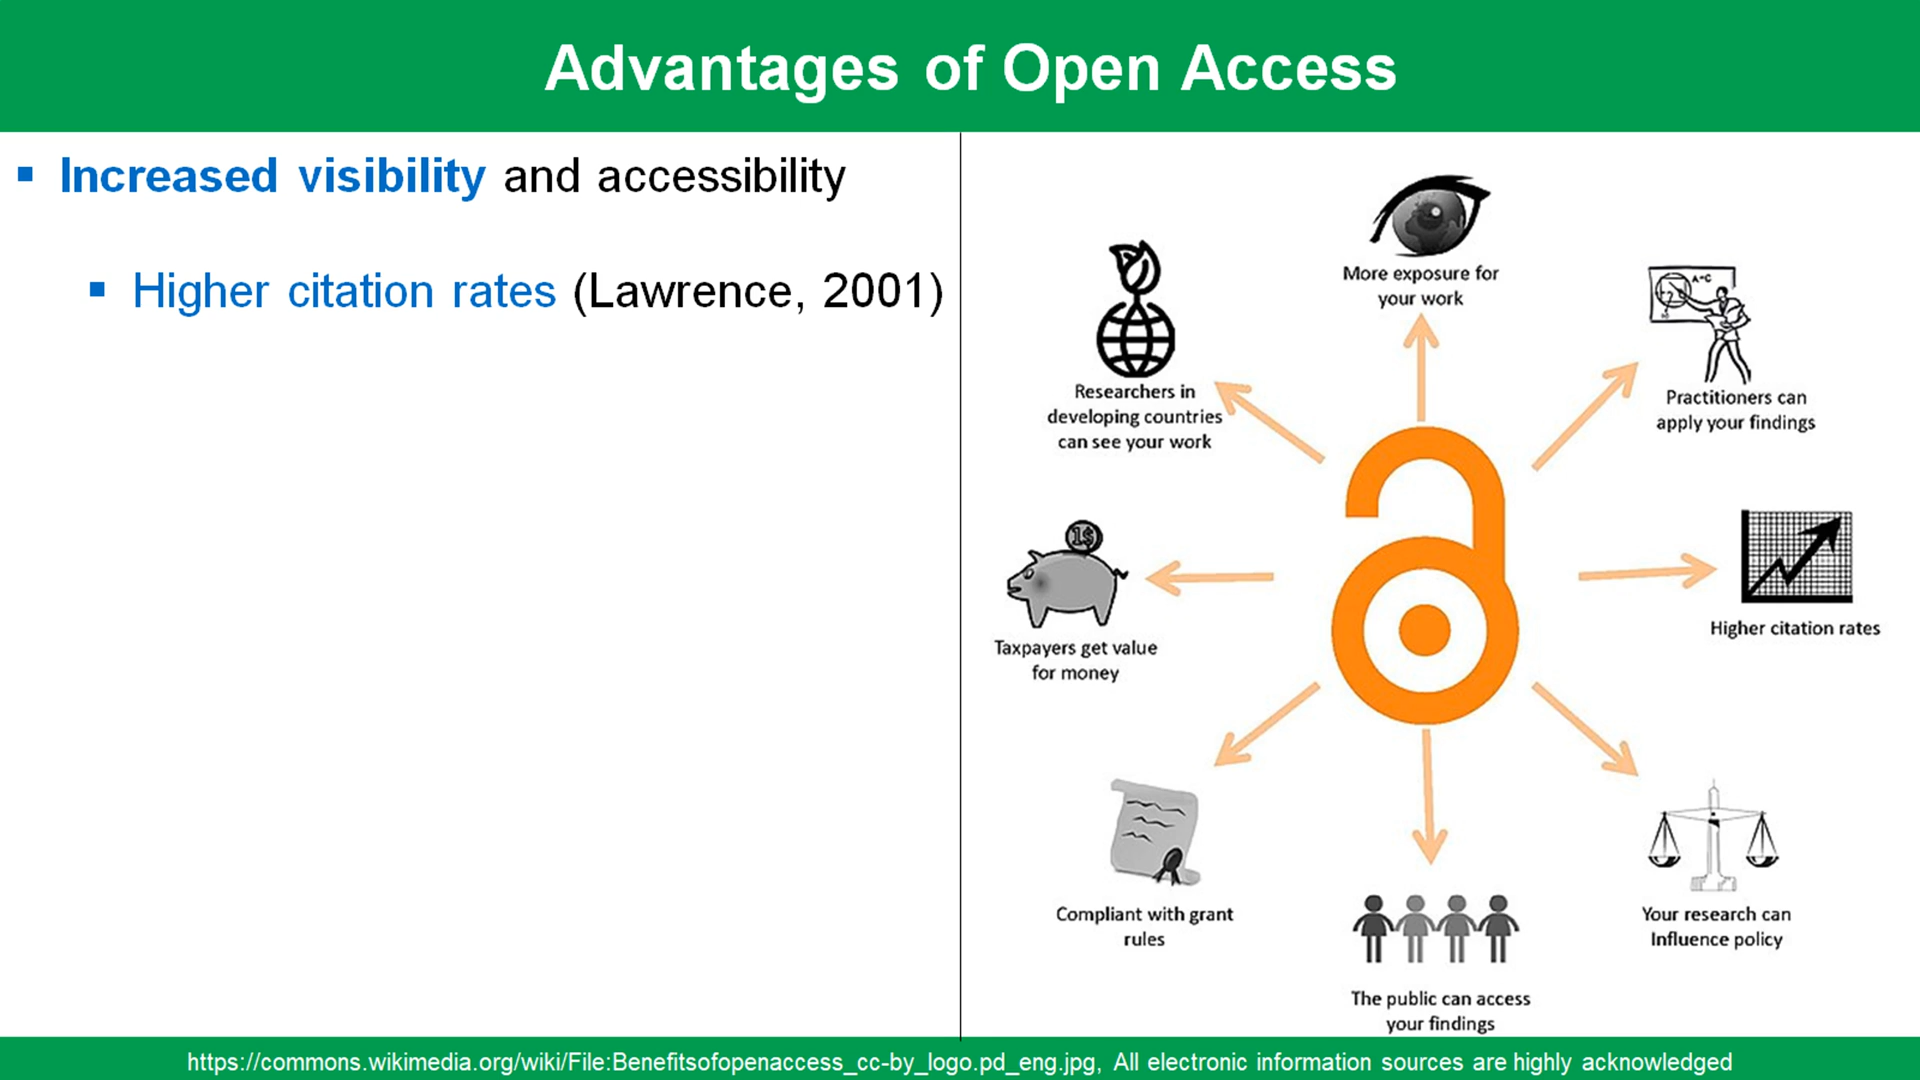 Advantages of Open Access
▪ Increased visibility and accessibility
▪ Higher citation rates (Lawrence, 2001)
More exposure for
your work
Researchers in
developing countries
can see your work
A=C
Practitioners can
apply your findings
1$
Taxpayers get value
for money
Higher citation rates
Compliant with grant
rules
Your research can
Influence policy
The public can access
your findings
https://commons.wikimedia.org/wiki/File:Benefitsofopenaccess_cc-by_logo.pd_eng.jpg, All electronic information sources are highly acknowledged